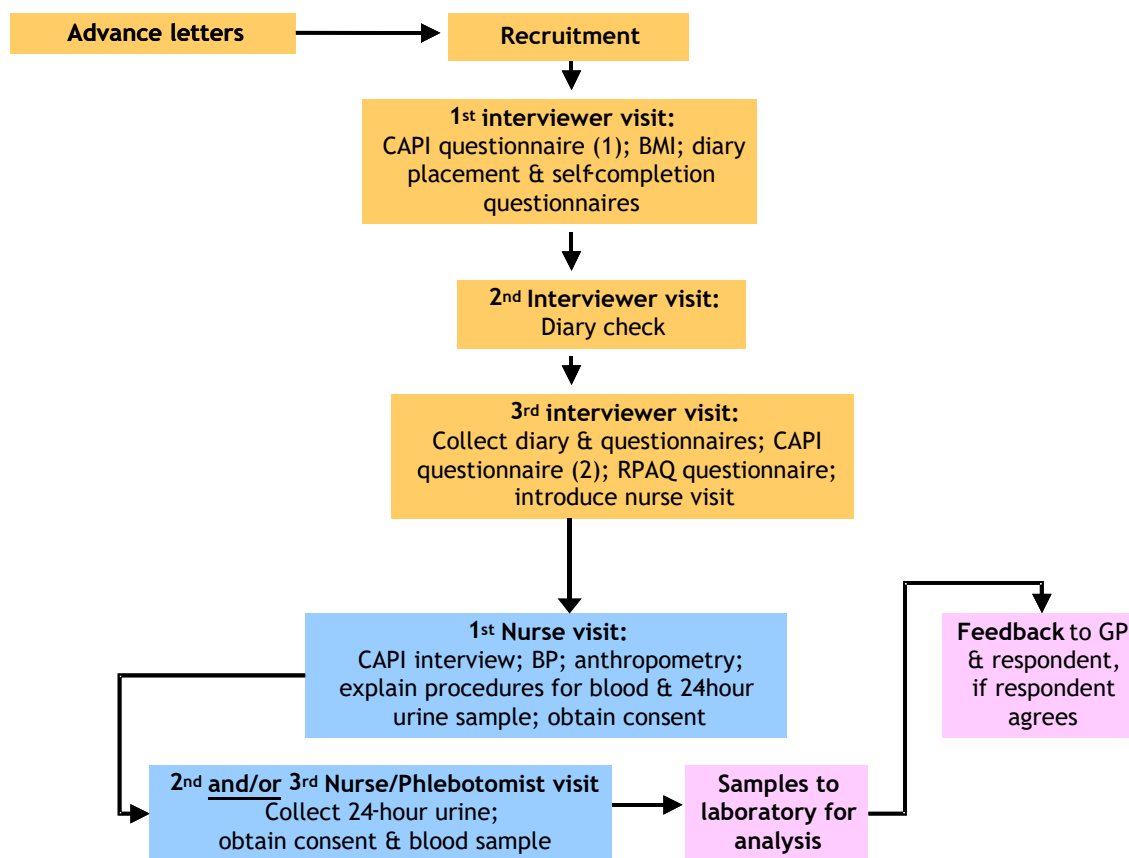 Advance letters
Recruitment
1st interviewer visit:
CAPI questionnaire (1); BMI; diary
placement & self-completion
questionnaires
2nd Interviewer visit:
Diary check
3rd interviewer visit:
Collect diary & questionnaires; CAPI
questionnaire (2); RPAQ questionnaire;
introduce nurse visit
1st Nurse visit:
CAPI interview; BP; anthropometry;
explain procedures for blood & 24hour
urine sample; obtain consent
2nd and/or 3rd Nurse/Phlebotomist visit
Collect 24-hour urine;
obtain consent & blood sample
Samples to
laboratory for
analysis
Feedback to GP
& respondent,
if respondent
agrees